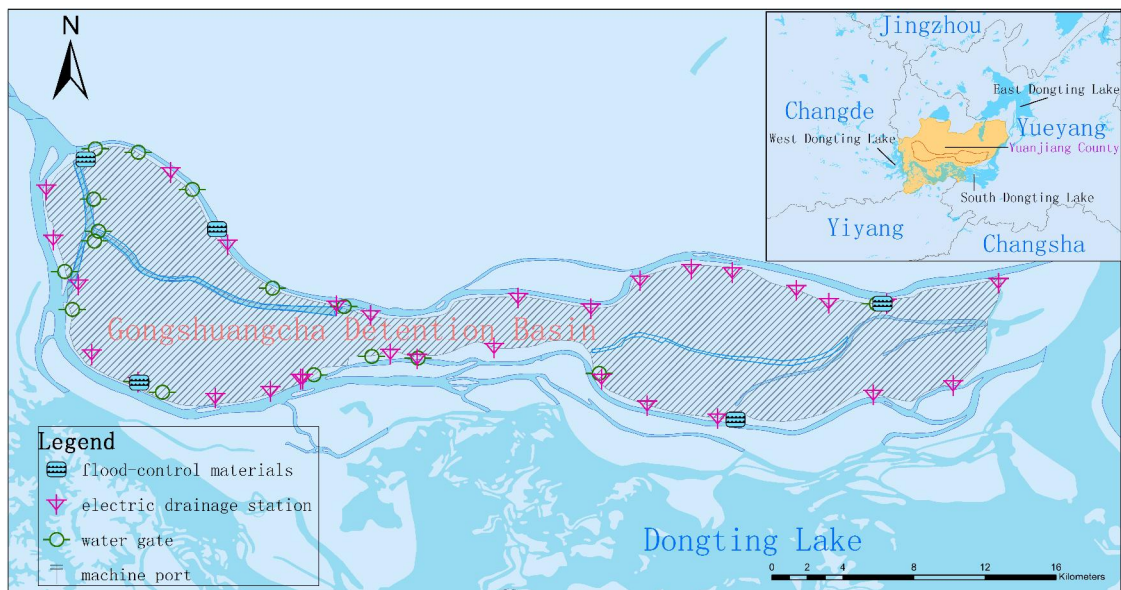 N
Jingzhou
East Dongting Lake
Changde
Yueyang
West Dongting Lake
Yuanjiang County
South Dongting Lake
Yiyang
Changsha
Gongshuangcha Detention Basin
Legend
flood-control materials
electric drainage station
water gate
machine port
Dongting Lake
0 2 4 8 12 16
Kilometers